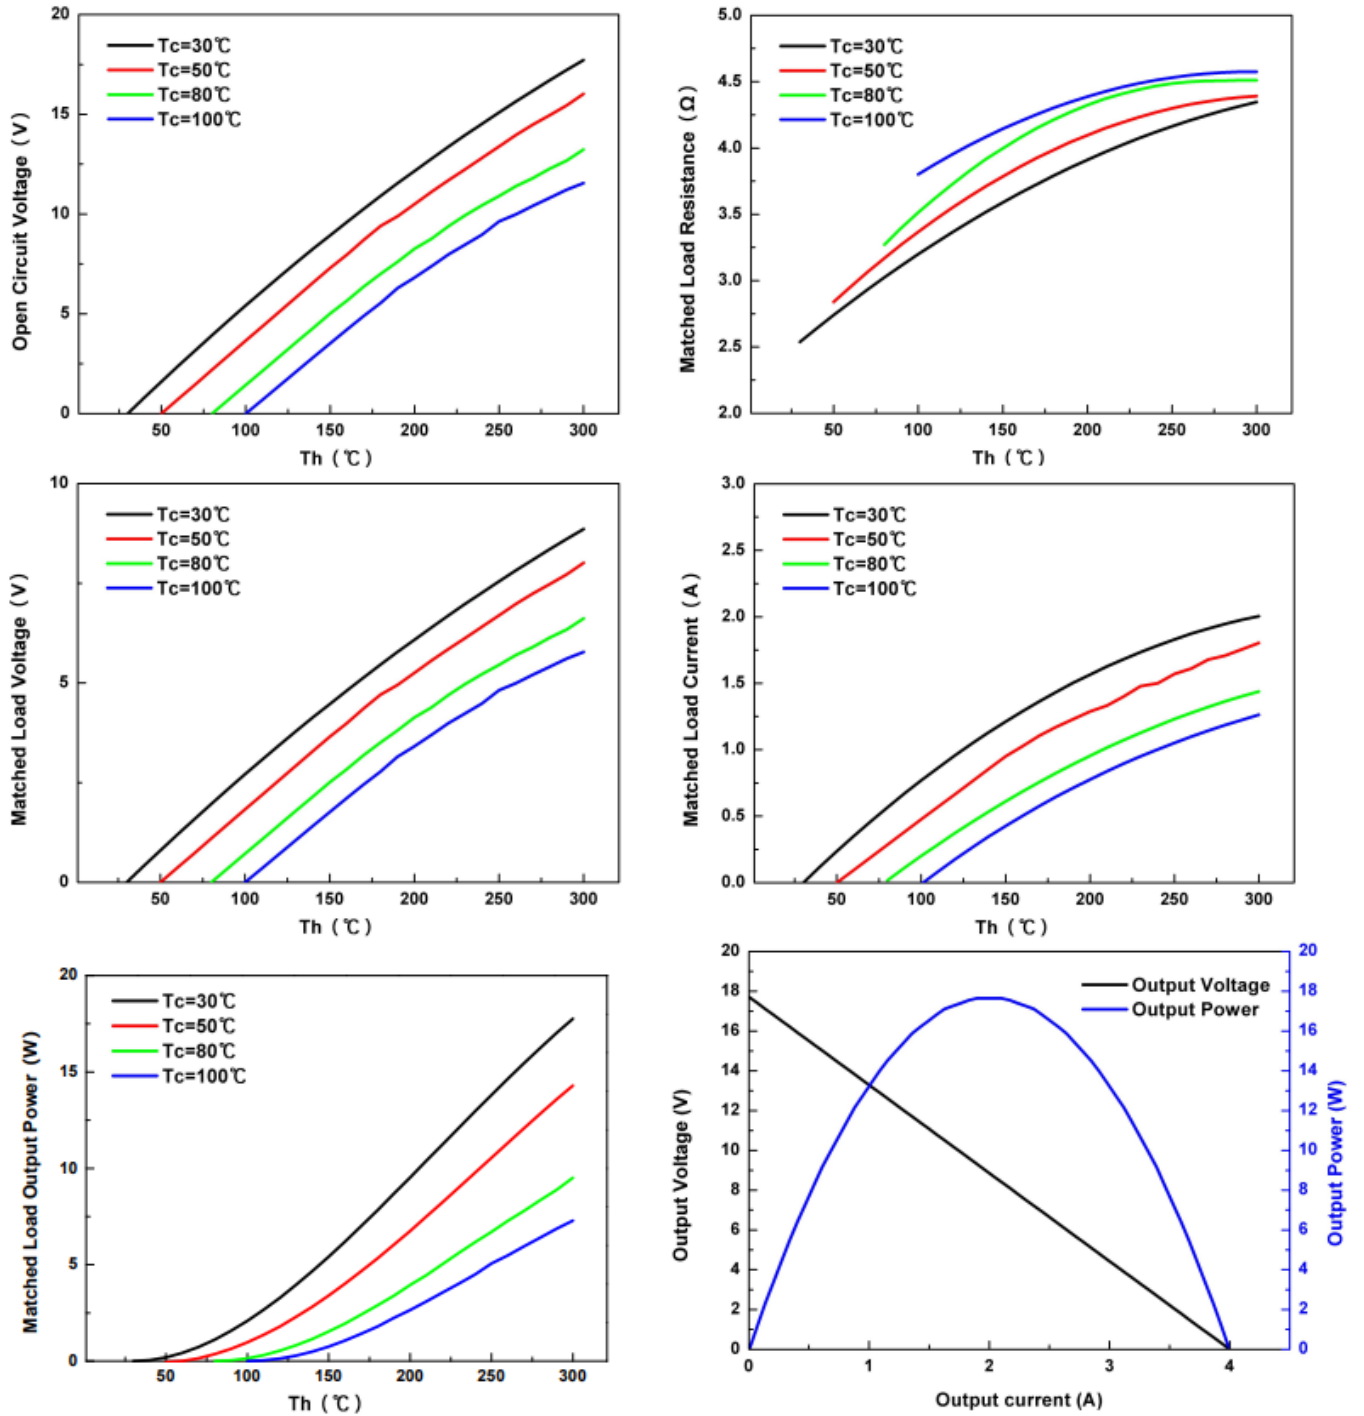 20
15
10
5
0
50 100 150 200 250 300
Open Circuit Voltage (V)
Th (℃)
Tc=30℃
Tc=50℃
Tc=80℃
Tc=100℃
5.0
4.5
4.0
3.5
3.0
2.5
2.0
50 100 150 200 250 300
Matched Load Resistance (Ω)
Th (℃)
Tc=30℃
Tc=50℃
Tc=80℃
Tc=100℃
10
5
0
50 100 150 200 250 300
Matched Load Voltage (V)
Th (℃)
Tc=30℃
Tc=50℃
Tc=80℃
Tc=100℃
3.0
2.5
2.0
1.5
1.0
0.5
0.0
50 100 150 200 250 300
Matched Load Current (A)
Th (℃)
Tc=30℃
Tc=50℃
Tc=80℃
Tc=100℃
20
15
10
5
0
50 100 150 200 250 300
Matched Load Output Power (W)
Th (℃)
Tc=30℃
Tc=50℃
Tc=80℃
Tc=100℃
20
18
16
14
12
10
8
6
4
2
0
0 1 2 3 4
Output Voltage (V)
Output current (A)
Output Voltage
Output Power
20
18
16
14
12
10
8
6
4
2
0
Output Power (W)